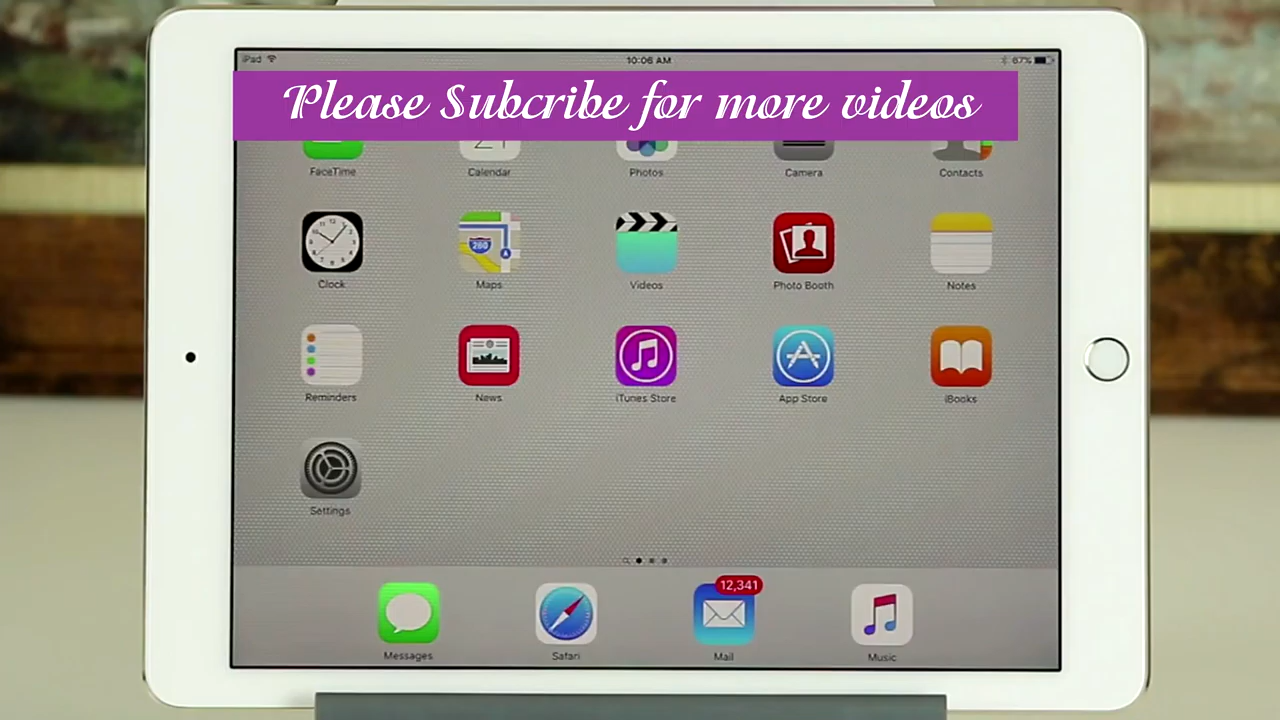 iPad 10:06 AM 67%
Please Subcribe for more videos
FaceTime Calendar Photos Camera Contacts
Clock Maps 280 Videos Photo Booth Notes
Reminders News iTunes Store App Store iBooks
Settings
12,341
Messages Safari Mail Music